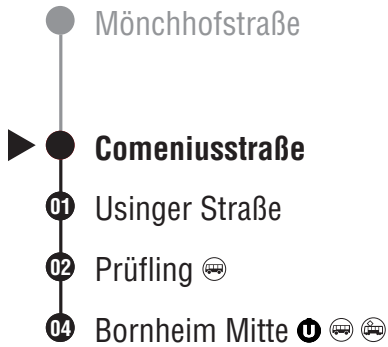 Mönchhofstraße
Comeniusstraße
01 Usinger Straße
02 Prüfling
04 Bornheim Mitte U